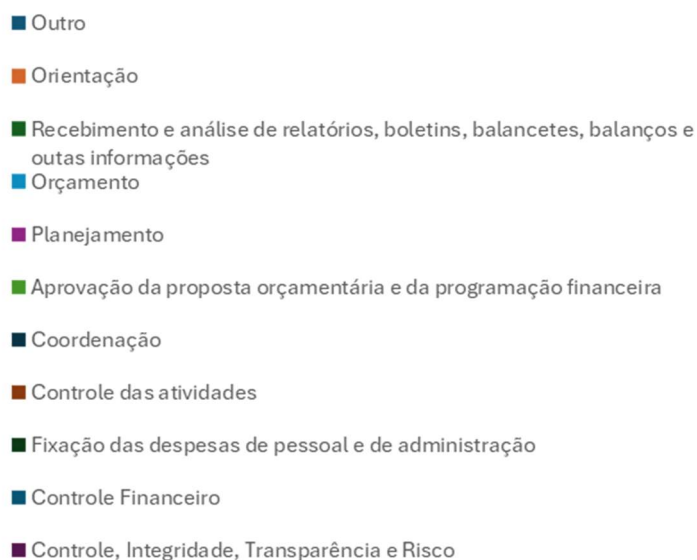 Outro
Orientação
Recebimento e análise de relatórios, boletins, balancetes, balanços e
outas informações
Orçamento
Planejamento
Aprovação da proposta orçamentária e da programação financeira
Coordenação
Controle das atividades
Fixação das despesas de pessoal e de administração
Controle Financeiro
Controle, Integridade, Transparência e Risco